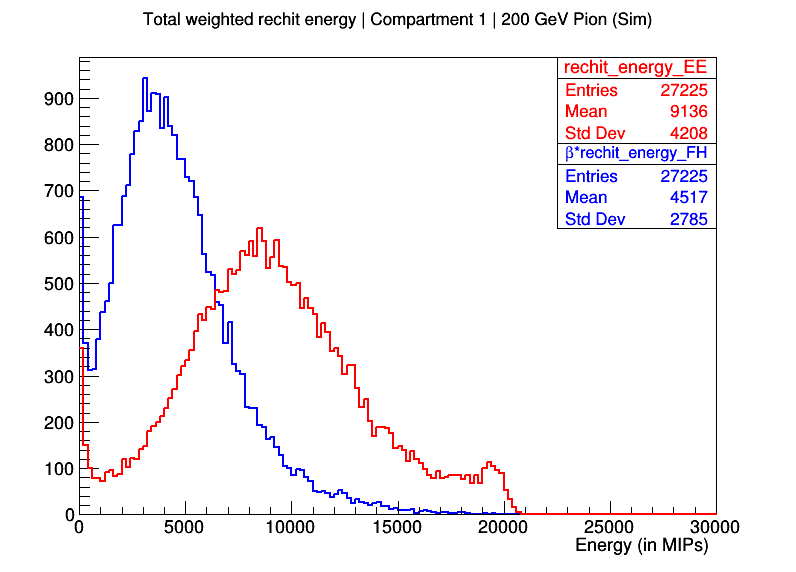 Total weighted rechit energy | Compartment 1 | 200 GeV Pion (Sim)
rechit_energy_EE
Entries 27225
Mean 9136
Std Dev 4208
β*rechit_energy_FH
Entries 27225
Mean 4517
Std Dev 2785
900
800
700
600
500
400
300
200
100
0
0 5000 10000 15000 20000 25000 30000
Energy (in MIPs)